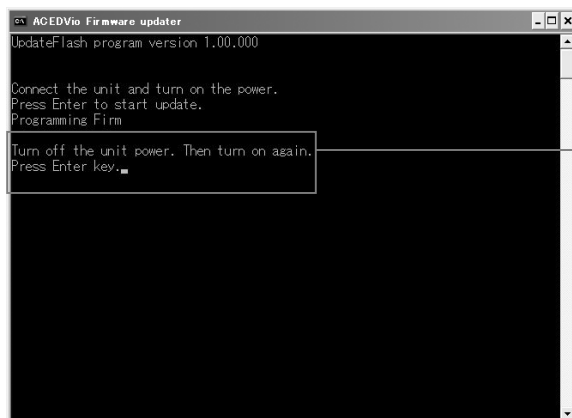 ACEDVio Firmware updater
UpdateFlash program version 1.00.000
Connect the unit and turn on the power.
Press Enter to start update.
Programming Firm
Turn off the unit power. Then turn on again.
Press Enter key.